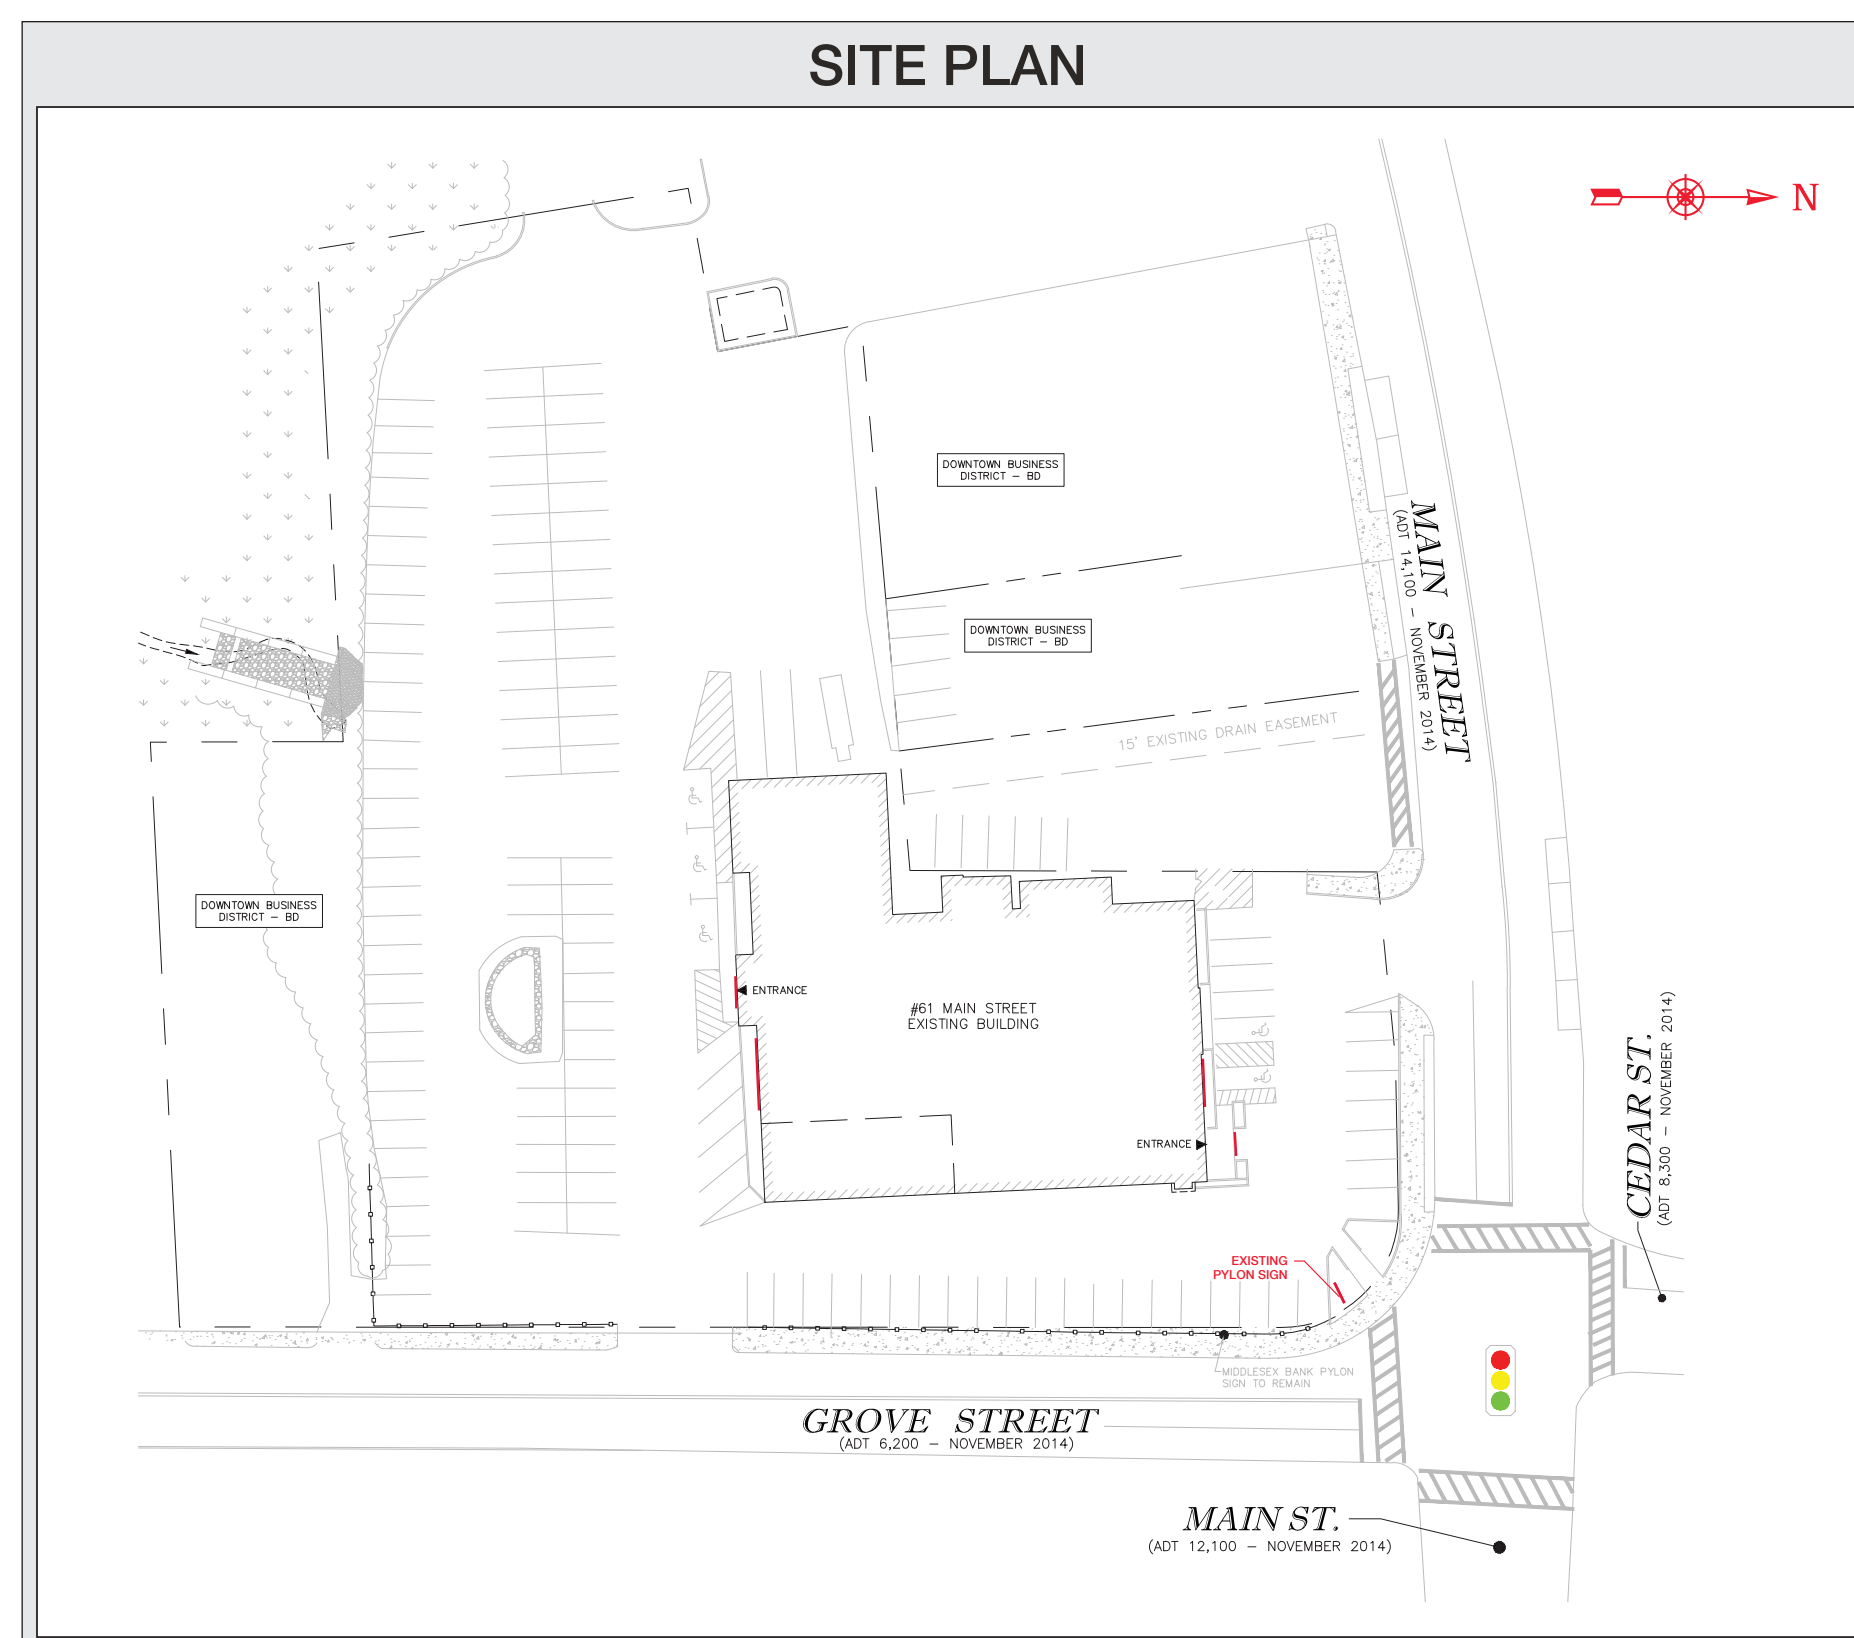 SITE PLAN
N
DOWNTOWN BUSINESS
DISTRICT – BD
MAIN STREET
(ADT 14,100 – NOVEMBER 2014)
DOWNTOWN BUSINESS
DISTRICT – BD
15' EXISTING DRAIN EASEMENT
DOWNTOWN BUSINESS
DISTRICT – BD
ENTRANCE
#61 MAIN STREET
EXISTING BUILDING
CEDAR ST.
(ADT 8,300 – NOVEMBER 2014)
ENTRANCE
EXISTING
PYLON SIGN
MIDDLESEX BANK PYLON
SIGN TO REMAIN
GROVE STREET
(ADT 6,200 – NOVEMBER 2014)
MAIN ST.
(ADT 12,100 – NOVEMBER 2014)